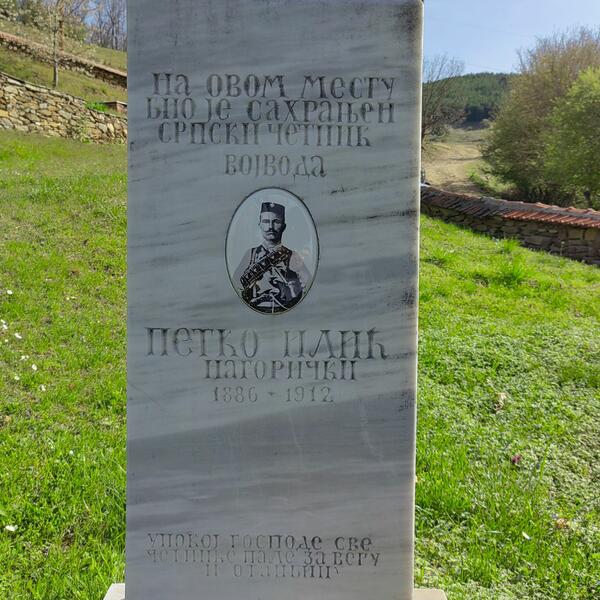 НА ОВОМ МЕСТУ
БИО ЈЕ САХРАЊЕН
СРПСКИ ЧЕТНИК
ВОЈВОДА
ПЕТКО ИЛИЋ
НАГОРИЧКИ
1886 * 1912
УПОКОЈ ГОСПОДЕ СВЕ
ЧЕТНИКЕ ПАЛЕ ЗА ВЕРУ
И ОТАЏБИНУ